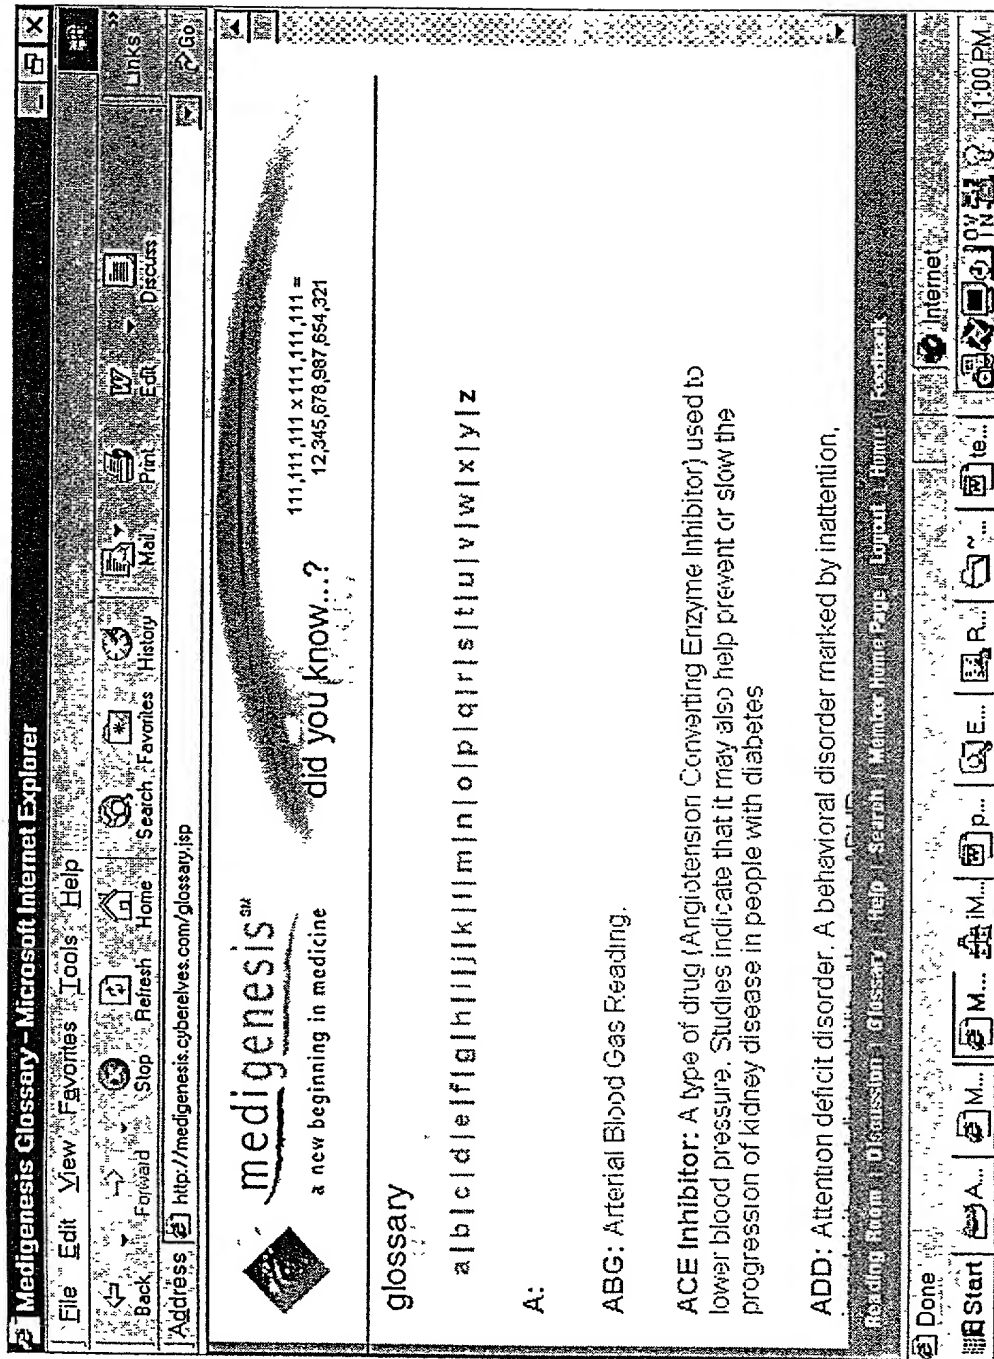 Medigenesis Glossary - Microsoft Internet Explorer
File Edit View Favorites Tools Help
Back Forward Stop Refresh Home Search Favorites History Mail Print Edit Discuss
Address http://medigenesis.cyberelves.com/glossary.jsp Go Links »
medigenesis SM
a new beginning in medicine
did you know...?
111,111,111 x 111,111,111 =
12,345,678,987,654,321
glossary
a | b | c | d | e | f | g | h | i | j | k | l | m | n | o | p | q | r | s | t | u | v | w | x | y | z
A:
ABG: Arterial Blood Gas Reading.
ACE Inhibitor: A type of drug (Angiotension Converting Enzyme Inhibitor) used to
lower blood pressure. Studies indicate that it may also help prevent or slow the
progression of kidney disease in people with diabetes
ADD: Attention deficit disorder. A behavioral disorder marked by inattention,
Reading Room | Discussion | Glossary | Help | Search | Member Home Page | Logout | Home | Feedback
Done Internet
Start A... M... M... iM... p... E... R... ~... te... 11:00 PM